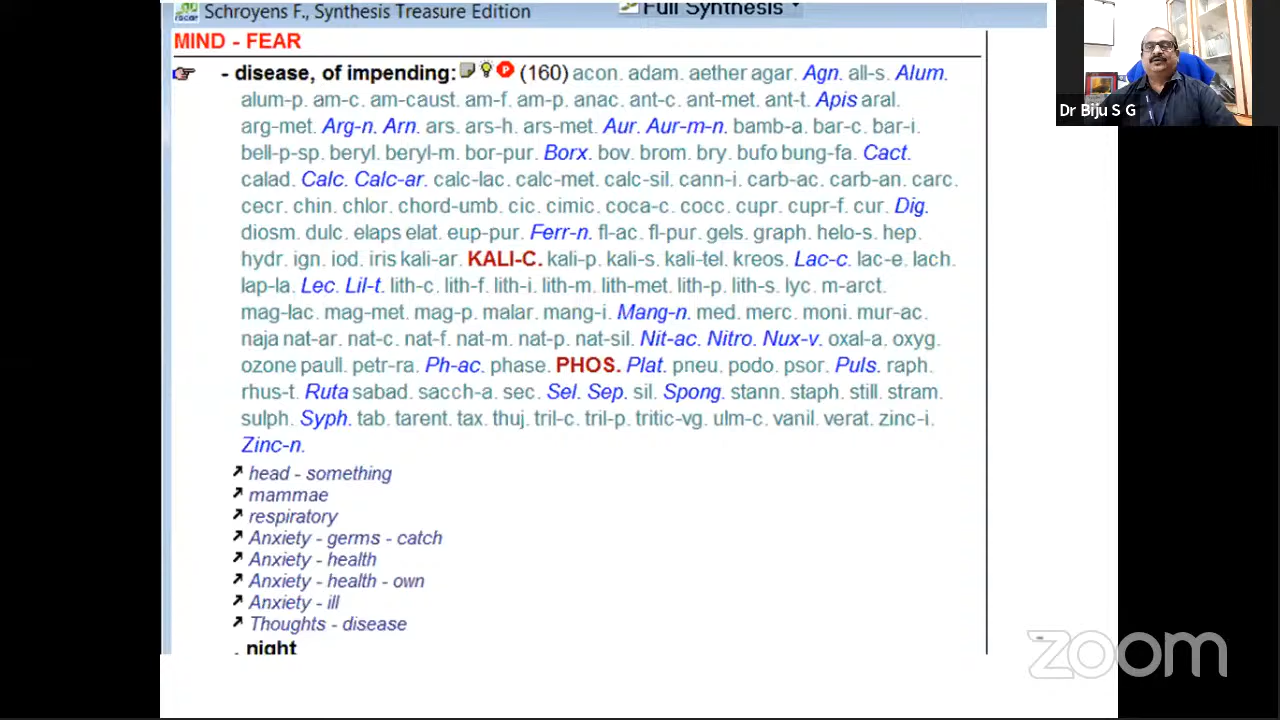 Schroyens F., Synthesis Treasure Edition
Full Synthesis
MIND - FEAR
- disease, of impending: (160) acon. adam. aether agar. Agn. all-s. Alum.
alum-p. am-c. am-caust. am-f. am-p. anac. ant-c. ant-met. ant-t. Apis aral.
arg-met. Arg-n. Arn. ars. ars-h. ars-met. Aur. Aur-m-n. bamb-a. bar-c. bar-i.
bell-p-sp. beryl. beryl-m. bor-pur. Borx. bov. brom. bry. bufo bung-fa. Cact.
calad. Calc. Calc-ar. calc-lac. calc-met. calc-sil. cann-i. carb-ac. carb-an. carc.
cecr. chin. chlor. chord-umb. cic. cimic. coca-c. cocc. cupr. cupr-f. cur. Dig.
diosm. dulc. elaps elat. eup-pur. Ferr-n. fl-ac. fl-pur. gels. graph. helo-s. hep.
hydr. ign. iod. iris kali-ar. KALI-C. kali-p. kali-s. kali-tel. kreos. Lac-c. lac-e. lach.
lap-la. Lec. Lil-t. lith-c. lith-f. lith-i. lith-m. lith-met. lith-p. lith-s. lyc. m-arct.
mag-lac. mag-met. mag-p. malar. mang-i. Mang-n. med. merc. moni. mur-ac.
naja nat-ar. nat-c. nat-f. nat-m. nat-p. nat-sil. Nit-ac. Nitro. Nux-v. oxal-a. oxyg.
ozone paull. petr-ra. Ph-ac. phase. PHOS. Plat. pneu. podo. psor. Puls. raph.
rhus-t. Ruta sabad. sacch-a. sec. Sel. Sep. sil. Spong. stann. staph. still. stram.
sulph. Syph. tab. tarent. tax. thuj. tril-c. tril-p. tritic-vg. ulm-c. vanil. verat. zinc-i.
Zinc-n.
head - something
mammae
respiratory
Anxiety - germs - catch
Anxiety - health
Anxiety - health - own
Anxiety - ill
Thoughts - disease
. night
Dr Biju S G
zoom